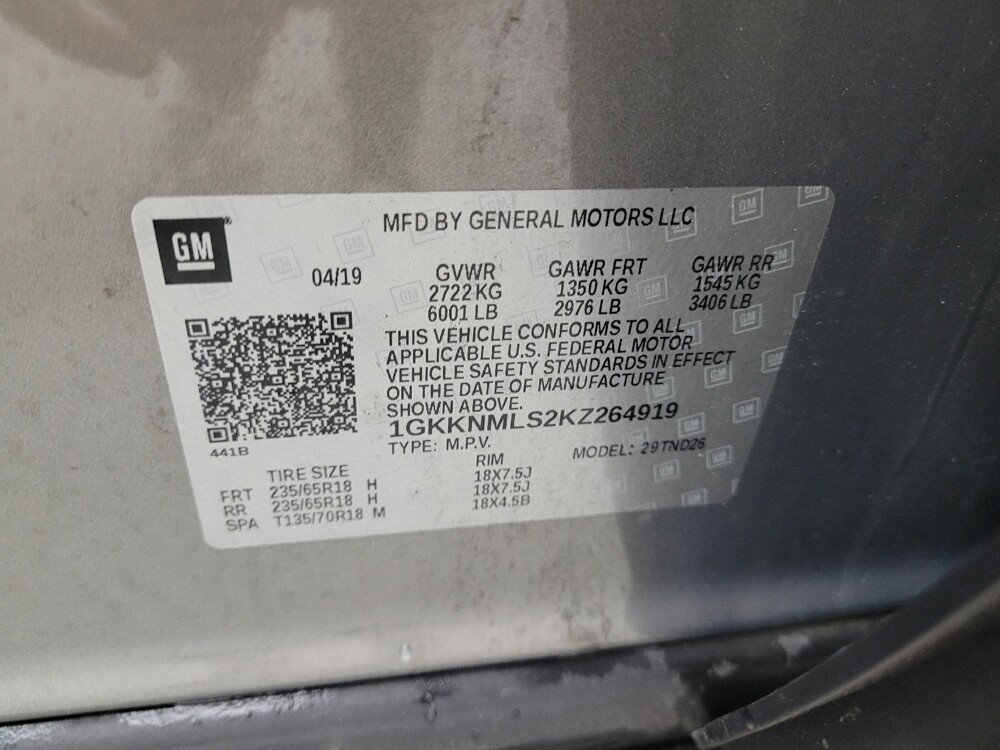 GM
MFD BY GENERAL MOTORS LLC
04/19
GVWR GAWR FRT GAWR RR
2722 KG 1350 KG 1545 KG
6001 LB 2976 LB 3406 LB
THIS VEHICLE CONFORMS TO ALL
APPLICABLE U.S. FEDERAL MOTOR
VEHICLE SAFETY STANDARDS IN EFFECT
ON THE DATE OF MANUFACTURE
SHOWN ABOVE.
1GKKNMLS2KZ264919
TYPE: M.P.V. MODEL: 29TND26
441B
TIRE SIZE RIM
FRT 235/65R18 H 18X7.5J
RR 235/65R18 H 18X7.5J
SPA T135/70R18 M 18X4.5B